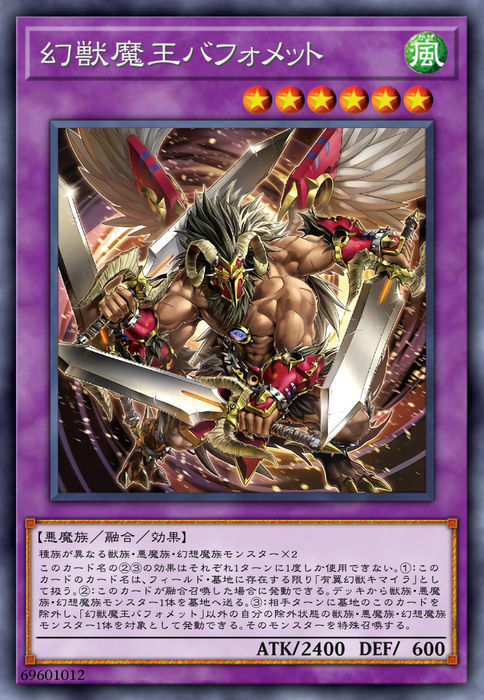 幻獣魔王バフォメット
かぜ
風
【悪魔族／融合／効果】
種族が異なる獣族・悪魔族・幻想魔族モンスター×2
このカード名の②③の効果はそれぞれ1ターンに1度しか使用できない。①：こ
のカードのカード名は、フィールド・墓地に存在する限り「有翼幻獣キマイラ」とし
て扱う。②：このカードが融合召喚した場合に発動できる。デッキから獣族・悪魔
族・幻想魔族モンスター1体を墓地へ送る。③：相手ターンに墓地のこのカードを
除外し、「幻獣魔王バフォメット」以外の自分の除外状態の獣族・悪魔族・幻想魔族
モンスター1体を対象として発動できる。そのモンスターを特殊召喚する。
ATK/2400 DEF/ 600
69601012